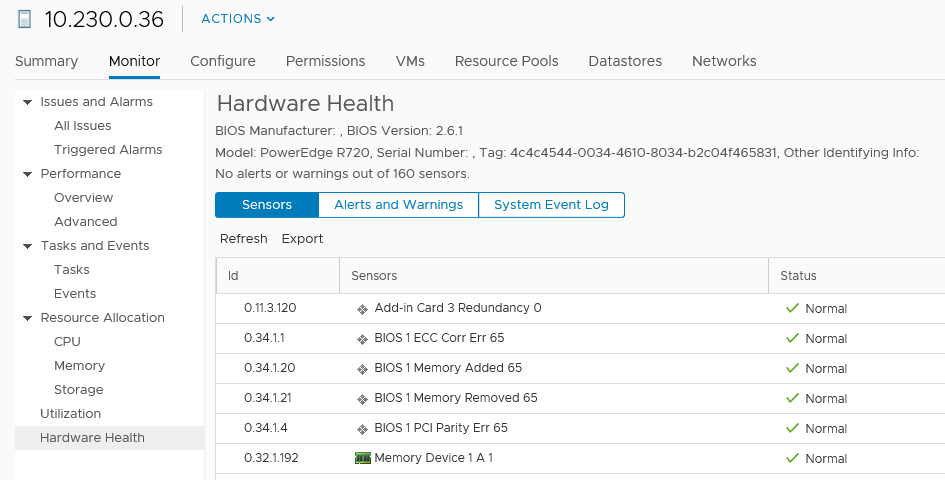 10.230.0.36 ACTIONS
Summary Monitor Configure Permissions VMs Resource Pools Datastores Networks
Issues and Alarms
All Issues
Triggered Alarms
Performance
Overview
Advanced
Tasks and Events
Tasks
Events
Resource Allocation
CPU
Memory
Storage
Utilization
Hardware Health
Hardware Health
BIOS Manufacturer: , BIOS Version: 2.6.1
Model: PowerEdge R720, Serial Number: , Tag: 4c4c4544-0034-4610-8034-b2c04f465831, Other Identifying Info:
No alerts or warnings out of 160 sensors.
Sensors Alerts and Warnings System Event Log
Refresh Export
Id Sensors Status
0.11.3.120 Add-in Card 3 Redundancy 0 Normal
0.34.1.1 BIOS 1 ECC Corr Err 65 Normal
0.34.1.20 BIOS 1 Memory Added 65 Normal
0.34.1.21 BIOS 1 Memory Removed 65 Normal
0.34.1.4 BIOS 1 PCI Parity Err 65 Normal
0.32.1.192 Memory Device 1 A 1 Normal